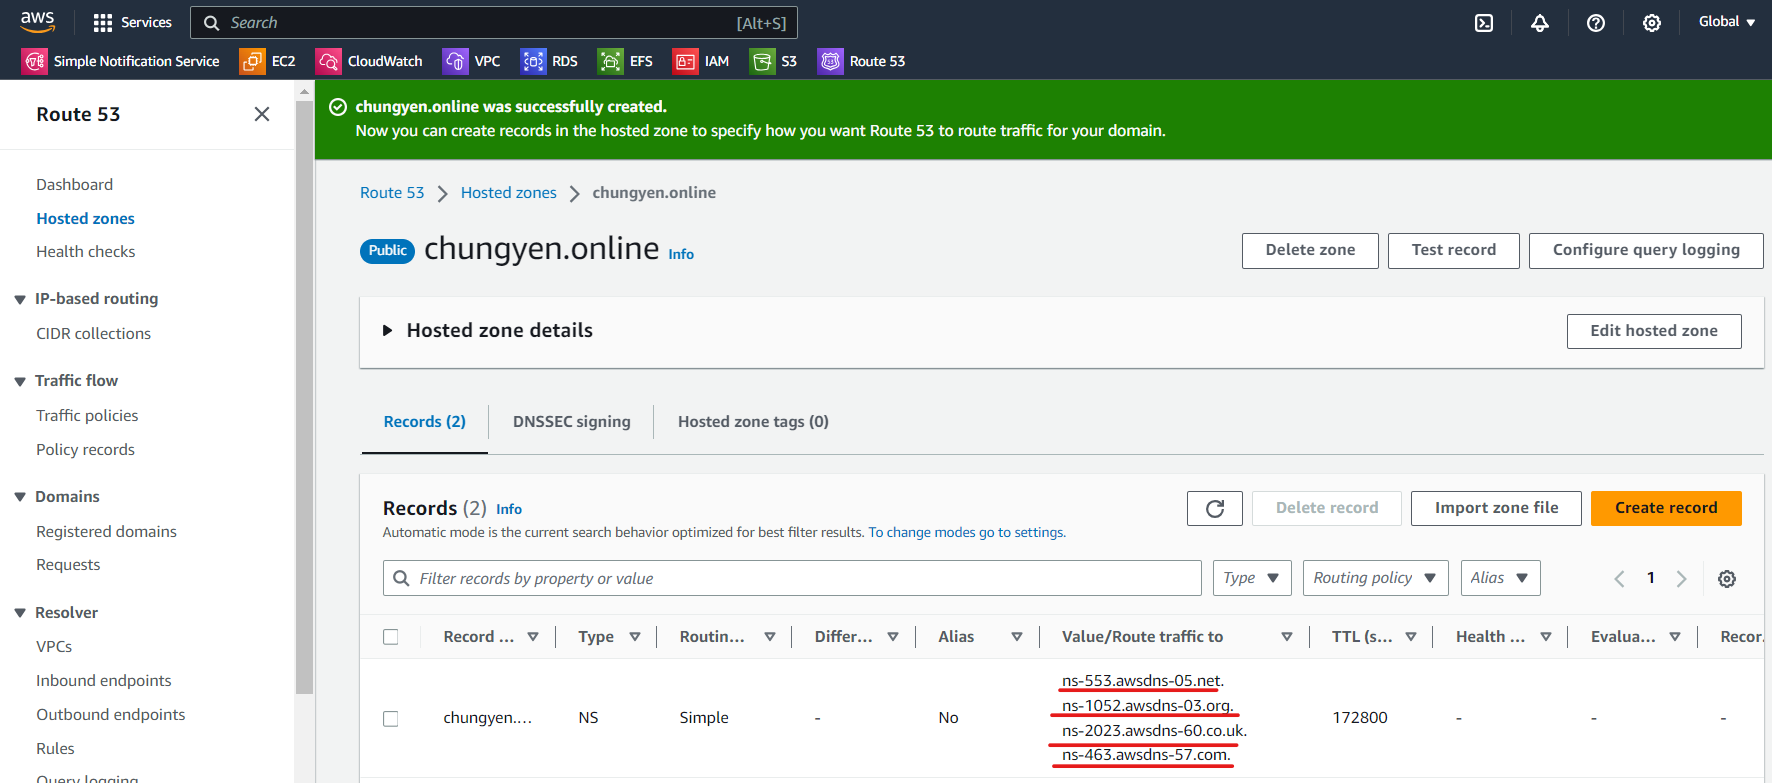 aws
Services
Search
[Alt+S]
Global
Simple Notification Service
EC2
CloudWatch
VPC
RDS
EFS
IAM
S3
Route 53
Route 53
Dashboard
Hosted zones
Health checks
IP-based routing
CIDR collections
Traffic flow
Traffic policies
Policy records
Domains
Registered domains
Requests
Resolver
VPCs
Inbound endpoints
Outbound endpoints
Rules
Query logging
chungyen.online was successfully created.
Now you can create records in the hosted zone to specify how you want Route 53 to route traffic for your domain.
Route 53
Hosted zones
chungyen.online
Public
chungyen.online
Info
Delete zone
Test record
Configure query logging
Hosted zone details
Edit hosted zone
Records (2)
DNSSEC signing
Hosted zone tags (0)
Records (2)
Info
Automatic mode is the current search behavior optimized for best filter results. To change modes go to settings.
Delete record
Import zone file
Create record
Filter records by property or value
Type
Routing policy
Alias
1
Record ...
Type
Routin...
Differ...
Alias
Value/Route traffic to
TTL (s...
Health ...
Evalua...
Recor.
chungyen....
NS
Simple
-
No
ns-553.awsdns-05.net.
ns-1052.awsdns-03.org.
ns-2023.awsdns-60.co.uk.
ns-463.awsdns-57.com.
172800
-
-
-